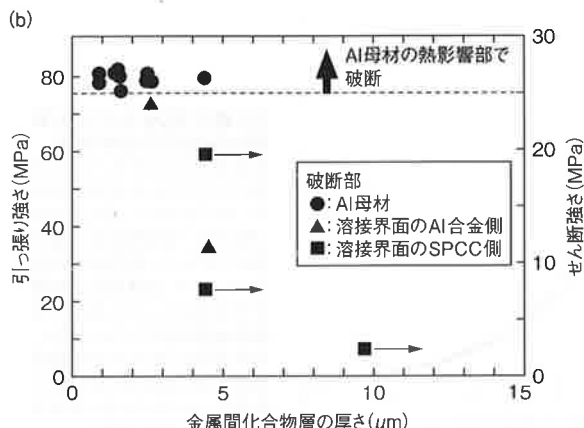 (b)
Al母材の熱影響部で
破断
破断部
●：Al母材
▲：溶接界面のAl合金側
■：溶接界面のSPCC側
引っ張り強さ(MPa)
80
60
40
20
0
せん断強さ(MPa)
30
20
10
0
0
5
10
15
金属間化合物層の厚さ(μm)